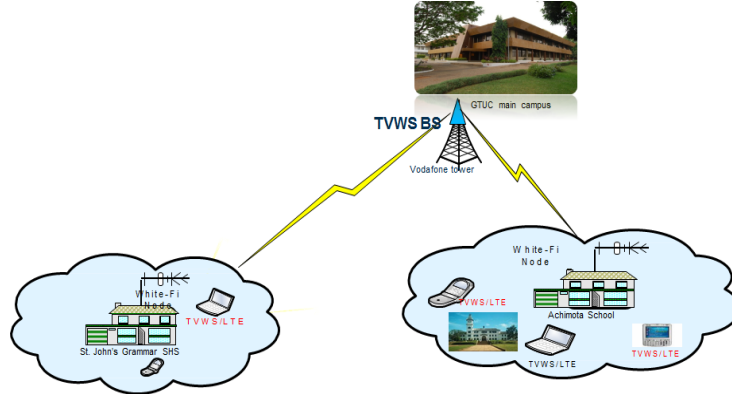 GTUC main campus
TVWS BS
Vodafone tower
White-Fi
Node
TVWS/LTE
St. John's Grammar SHS
White-Fi
Node
TVWS/LTE
Achimota School
TVWS/LTE
TVWS/LTE